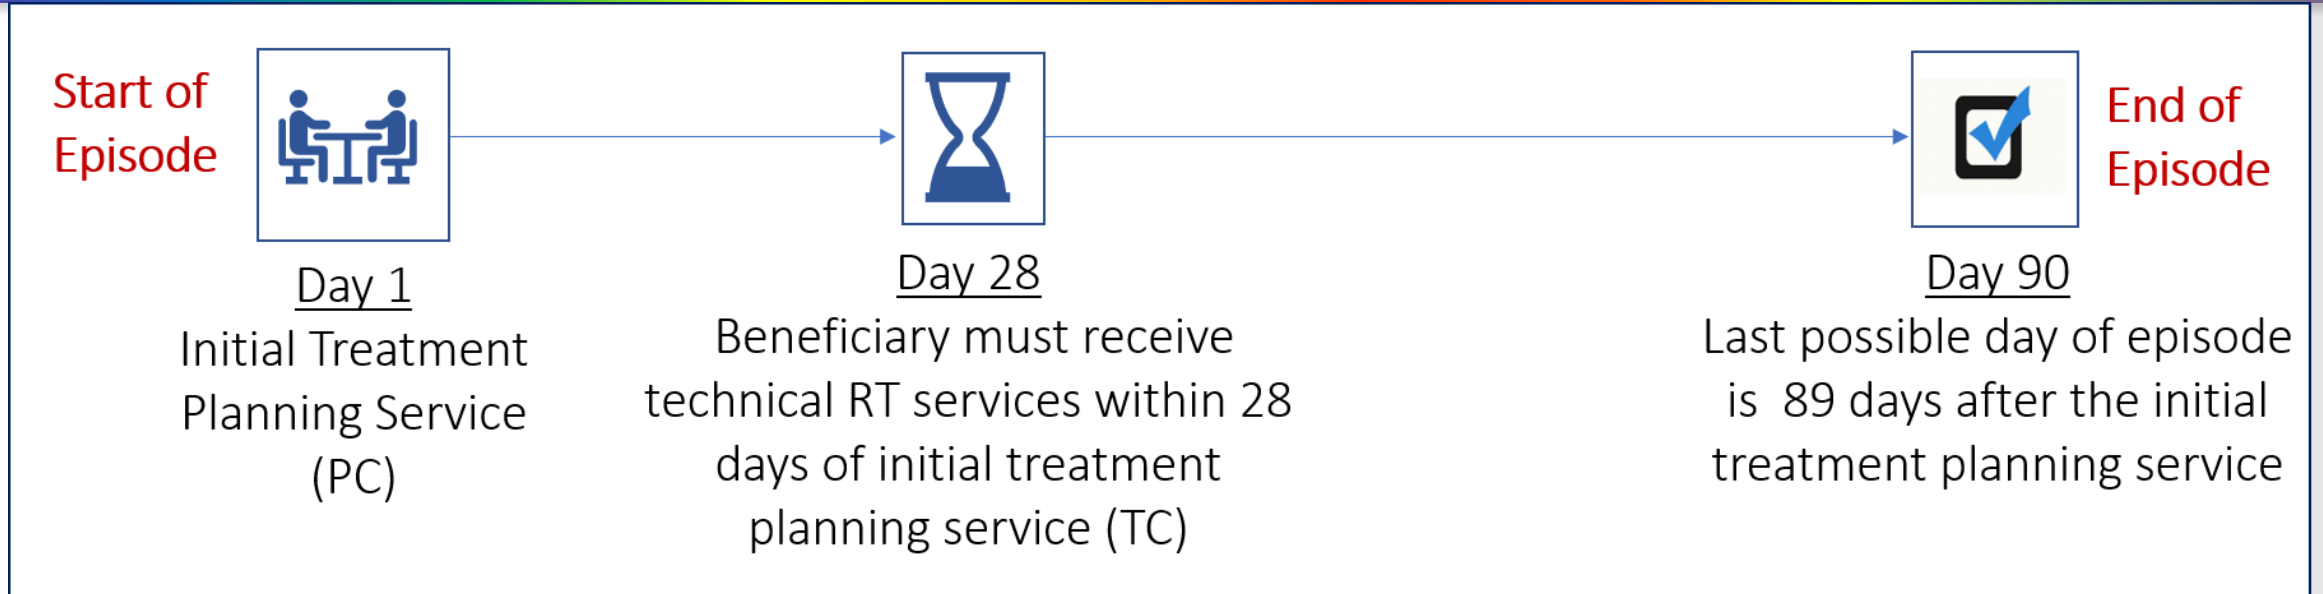 Start of
Episode
Day 1
Initial Treatment
Planning Service
(PC)
Day 28
Beneficiary must receive
technical RT services within 28
days of initial treatment
planning service (TC)
End of
Episode
Day 90
Last possible day of episode
is 89 days after the initial
treatment planning service